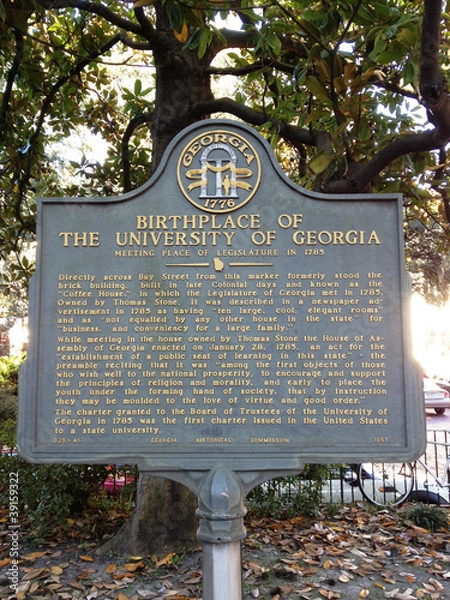 GEORGIA
1776
BIRTHPLACE OF
THE UNIVERSITY OF GEORGIA
MEETING PLACE OF LEGISLATURE IN 1785
Directly across Bay Street from this marker formerly stood the
brick building, built in late Colonial days and known as the
"Coffee House," in which the Legislature of Georgia met in 1785.
Owned by Thomas Stone, it was described in a newspaper ad-
vertisement in 1785 as having "ten large, cool, elegant rooms"
and as "not equalled by any other house in the state" for
"business, and conveniency for a large family."
While meeting in the house owned by Thomas Stone the House of As-
sembly of Georgia enacted on January 28, 1785, an act for the
"establishment of a public seat of learning in this state" - the
preamble reciting that it was "among the first objects of those
who wish well to the national prosperity, to encourage and support
the principles of religion and morality, and early to place the
youth under the forming hand of society, that by instruction
they may be moulded to the love of virtue and good order."
The charter granted to the Board of Trustees of the University of
Georgia in 1785 was the first charter issued in the United States
to a state university.
025-41 GEORGIA HISTORICAL COMMISSION 1957
Adobe Stock | #39159322